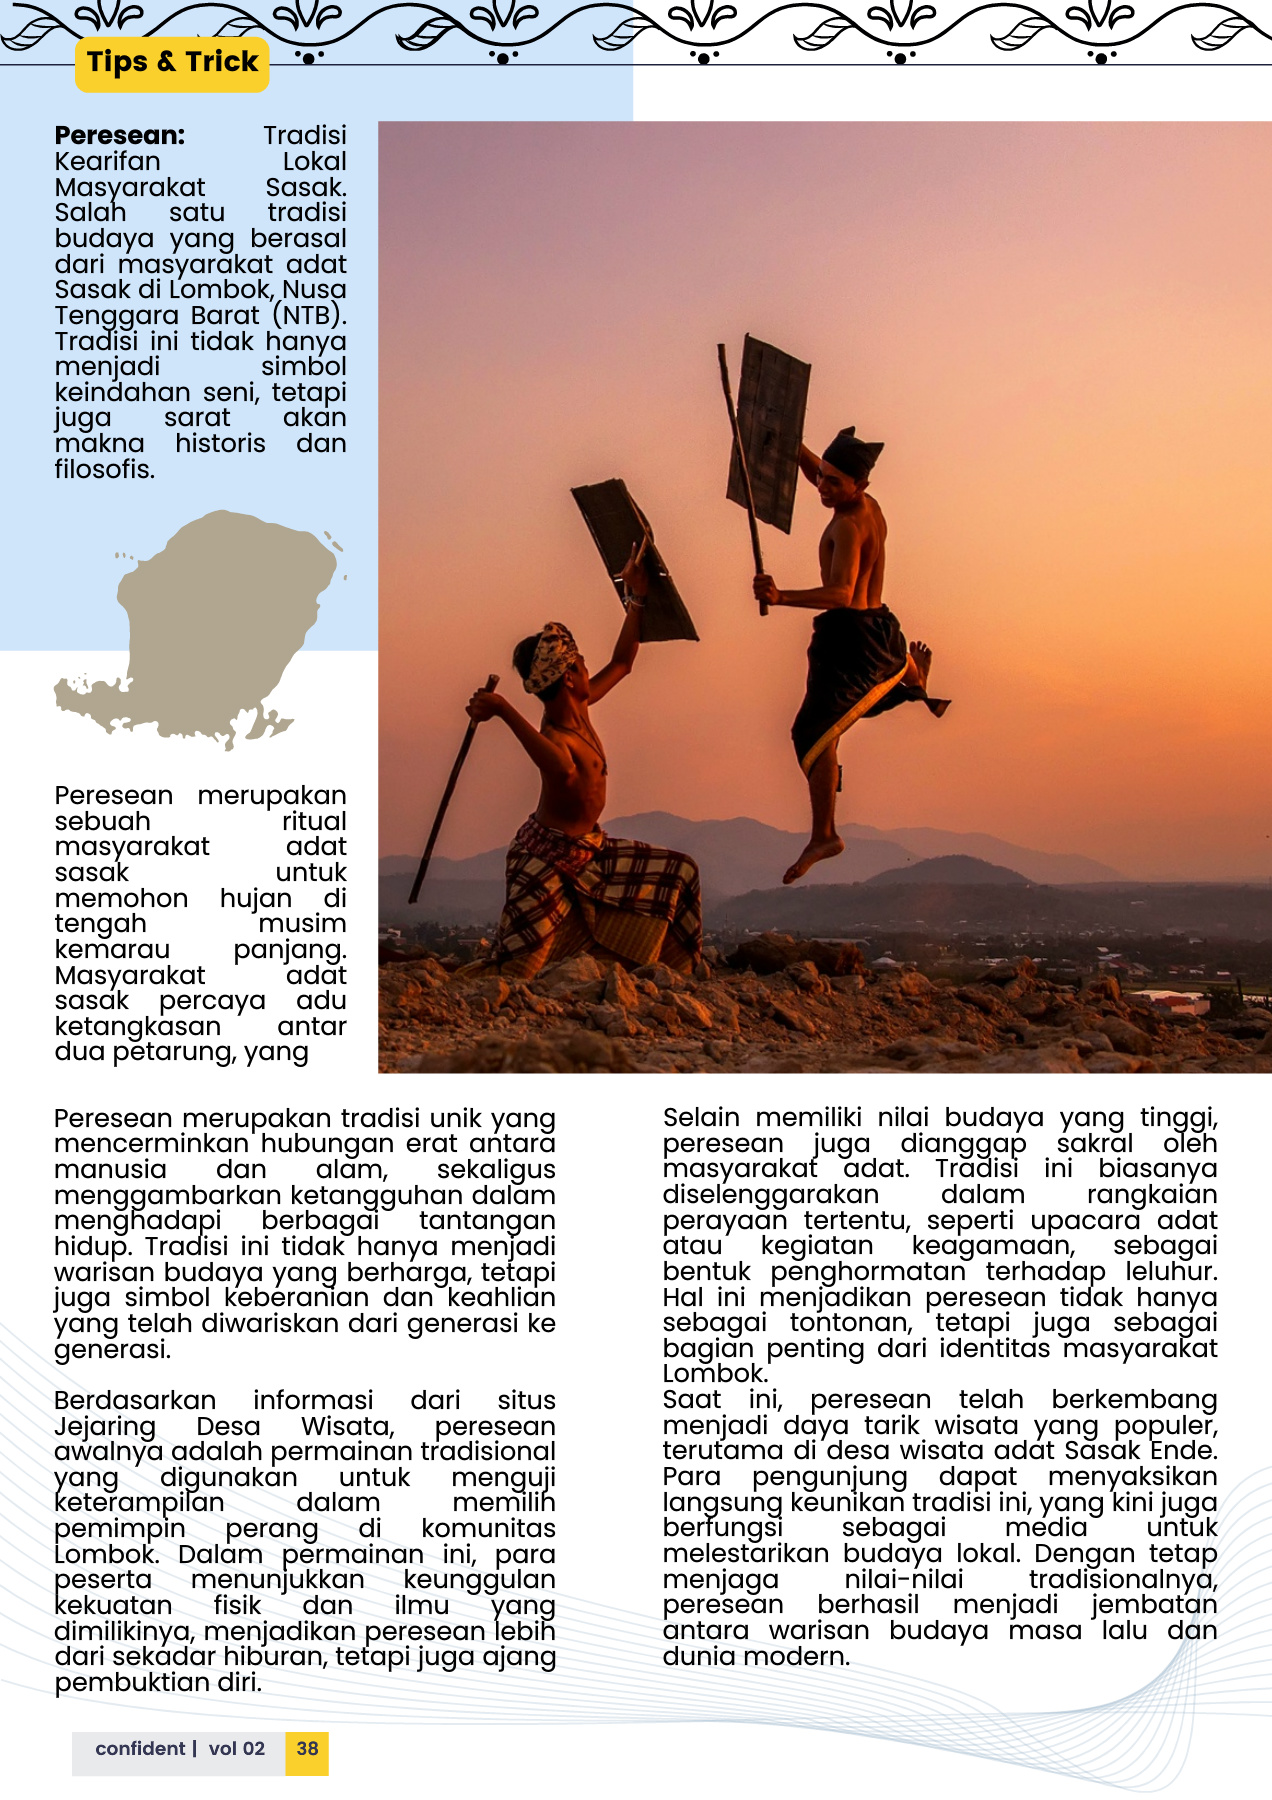 Tips & Trick
Peresean: Tradisi
Kearifan Lokal
Masyarakat Sasak.
Salah satu tradisi
budaya yang berasal
dari masyarakat adat
Sasak di Lombok, Nusa
Tenggara Barat (NTB).
Tradisi ini tidak hanya
menjadi simbol
keindahan seni, tetapi
juga sarat akan
makna historis dan
filosofis.
Peresean merupakan
sebuah ritual
masyarakat adat
sasak untuk
memohon hujan di
tengah musim
kemarau panjang.
Masyarakat adat
sasak percaya adu
ketangkasan antar
dua petarung, yang
Peresean merupakan tradisi unik yang
mencerminkan hubungan erat antara
manusia dan alam, sekaligus
menggambarkan ketangguhan dalam
menghadapi berbagai tantangan
hidup. Tradisi ini tidak hanya menjadi
warisan budaya yang berharga, tetapi
juga simbol keberanian dan keahlian
yang telah diwariskan dari generasi ke
generasi.
Berdasarkan informasi dari situs
Jejaring Desa Wisata, peresean
awalnya adalah permainan tradisional
yang digunakan untuk menguji
keterampilan dalam memilih
pemimpin perang di komunitas
Lombok. Dalam permainan ini, para
peserta menunjukkan keunggulan
kekuatan fisik dan ilmu yang
dimilikinya, menjadikan peresean lebih
dari sekadar hiburan, tetapi juga ajang
pembuktian diri.
Selain memiliki nilai budaya yang tinggi,
peresean juga dianggap sakral oleh
masyarakat adat. Tradisi ini biasanya
diselenggarakan dalam rangkaian
perayaan tertentu, seperti upacara adat
atau kegiatan keagamaan, sebagai
bentuk penghormatan terhadap leluhur.
Hal ini menjadikan peresean tidak hanya
sebagai tontonan, tetapi juga sebagai
bagian penting dari identitas masyarakat
Lombok.
Saat ini, peresean telah berkembang
menjadi daya tarik wisata yang populer,
terutama di desa wisata adat Sasak Ende.
Para pengunjung dapat menyaksikan
langsung keunikan tradisi ini, yang kini juga
berfungsi sebagai media untuk
melestarikan budaya lokal. Dengan tetap
menjaga nilai-nilai tradisionalnya,
peresean berhasil menjadi jembatan
antara warisan budaya masa lalu dan
dunia modern.
confident | vol 02 38